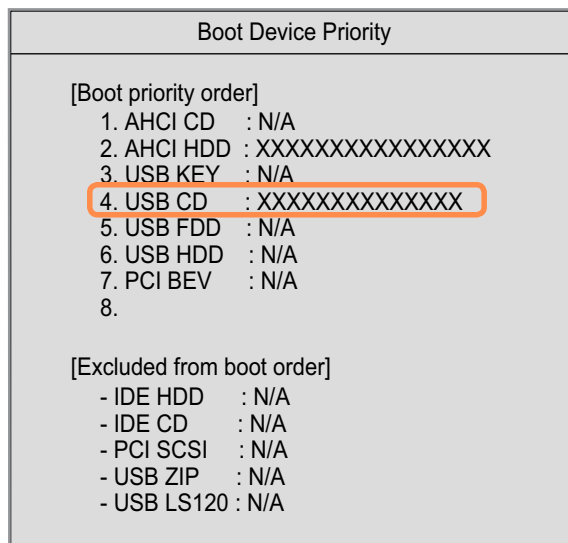 Boot Device Priority
[Boot priority order]
1. AHCI CD : N/A
2. AHCI HDD : XXXXXXXXXXXXXXXX
3. USB KEY : N/A
4. USB CD : XXXXXXXXXXXXXX
5. USB FDD : N/A
6. USB HDD : N/A
7. PCI BEV : N/A
8.
[Excluded from boot order]
- IDE HDD : N/A
- IDE CD : N/A
- PCI SCSI : N/A
- USB ZIP : N/A
- USB LS120 : N/A